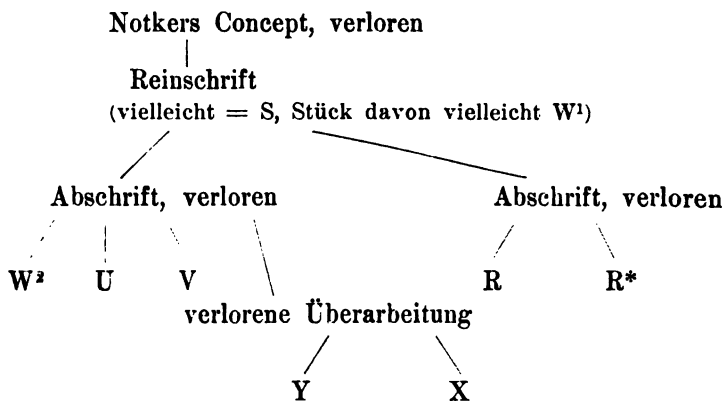 Notkers Concept, verloren
Reinschrift
(vielleicht = S, Stück davon vielleicht W¹)
Abschrift, verloren Abschrift, verloren
W² U V R R*
verlorene Überarbeitung
Y X